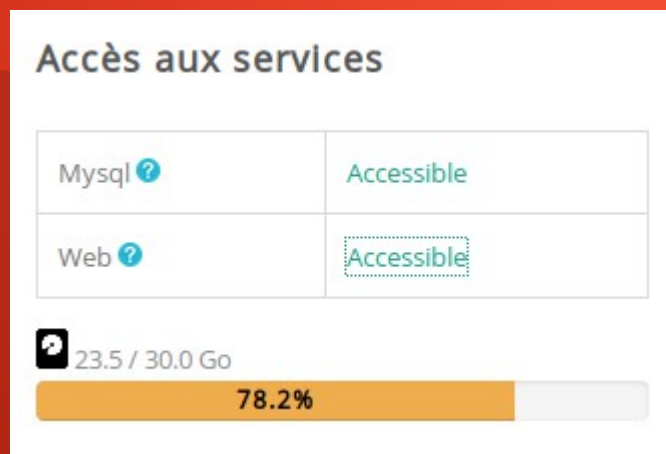 Accès aux services
Mysql ?
Accessible
Web ?
Accessible
23.5 / 30.0 Go
78.2%